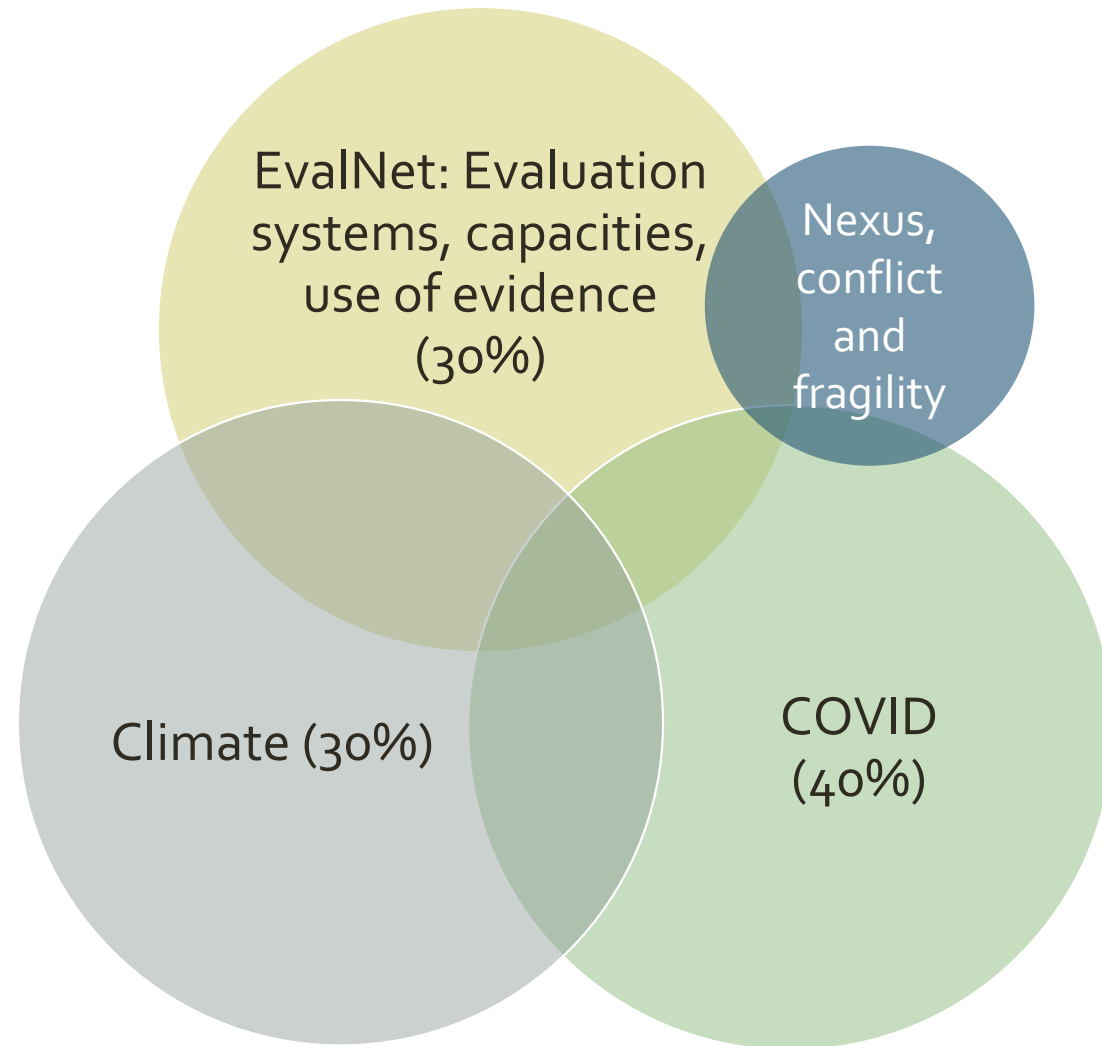 EvalNet: Evaluation
systems, capacities,
use of evidence
(30%)
Nexus,
conflict
and
fragility
Climate (30%)
COVID
(40%)